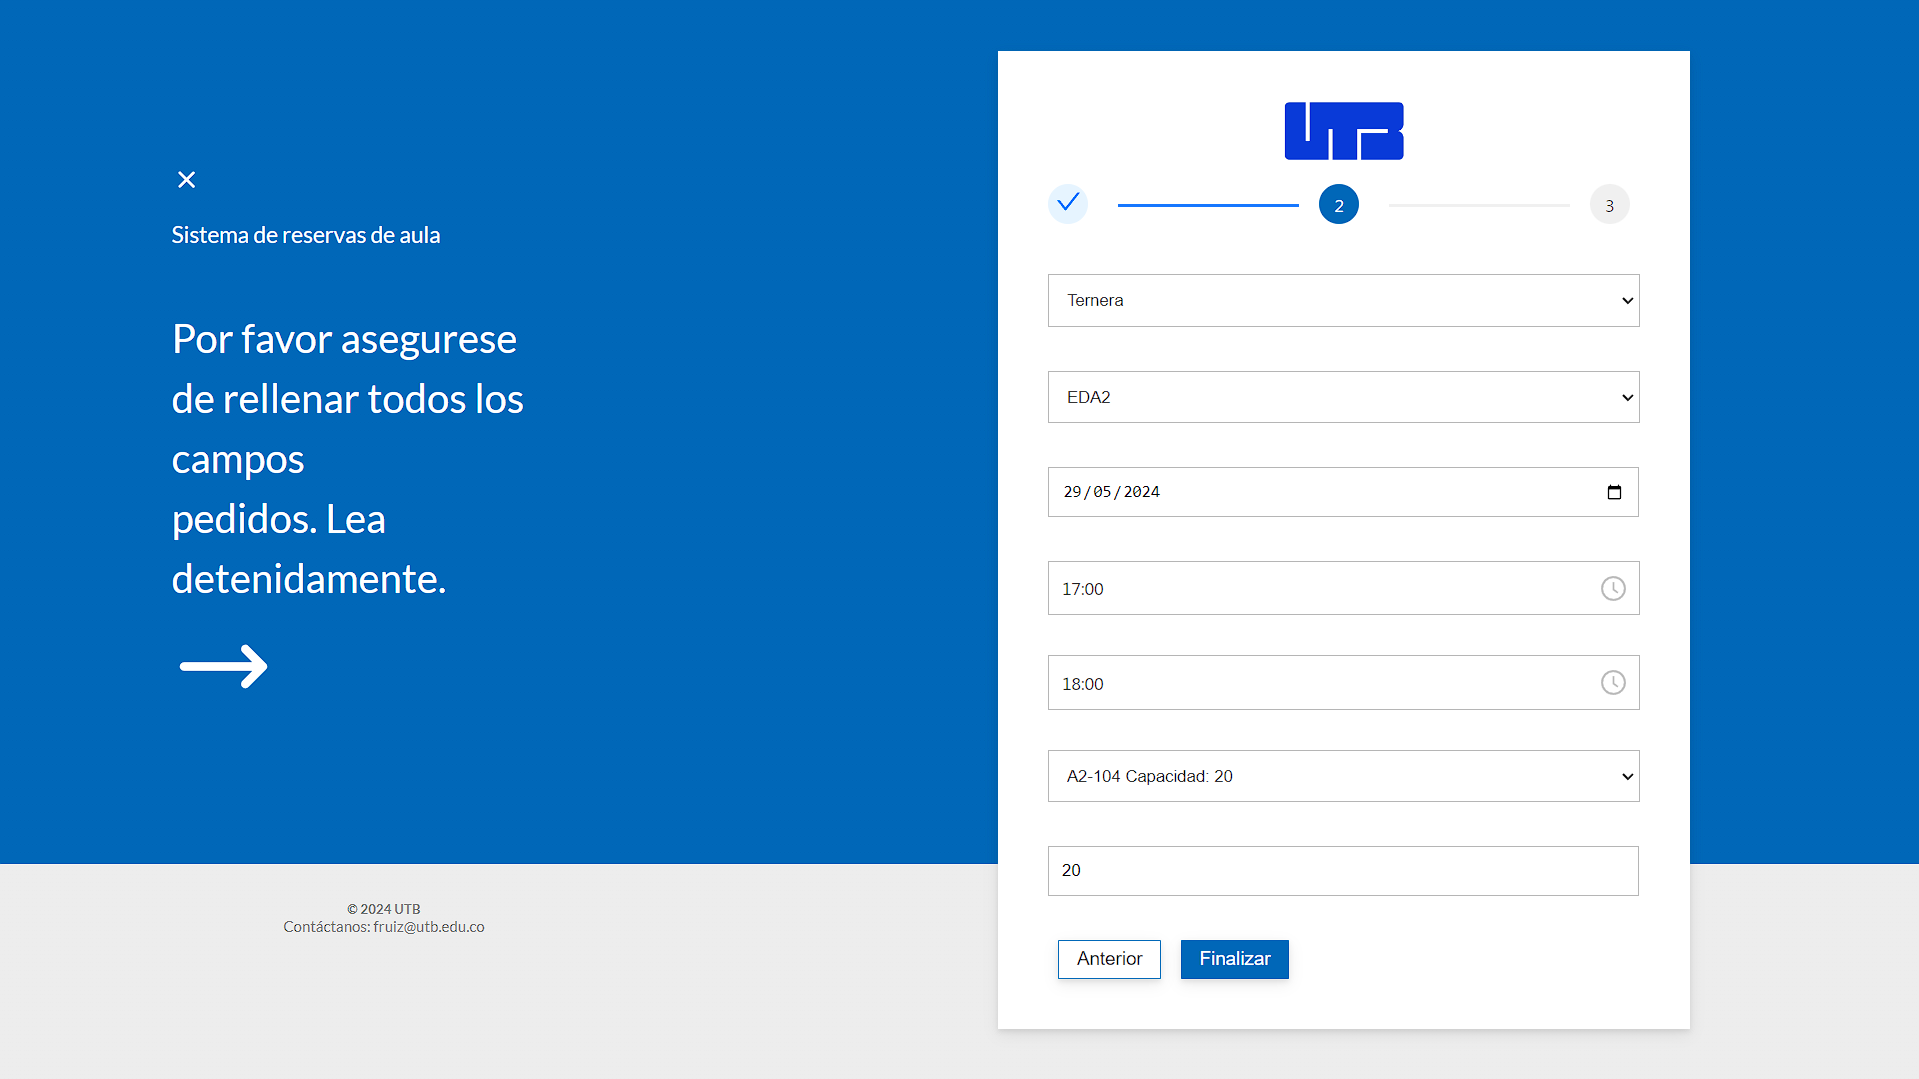 Sistema de reservas de aula
Por favor asegurese
de rellenar todos los
campos
pedidos. Lea
detenidamente.
© 2024 UTB
Contáctanos: fruiz@utb.edu.co
UTB
2
3
Ternera
EDA2
29/05/2024
17:00
18:00
A2-104 Capacidad: 20
20
Anterior
Finalizar